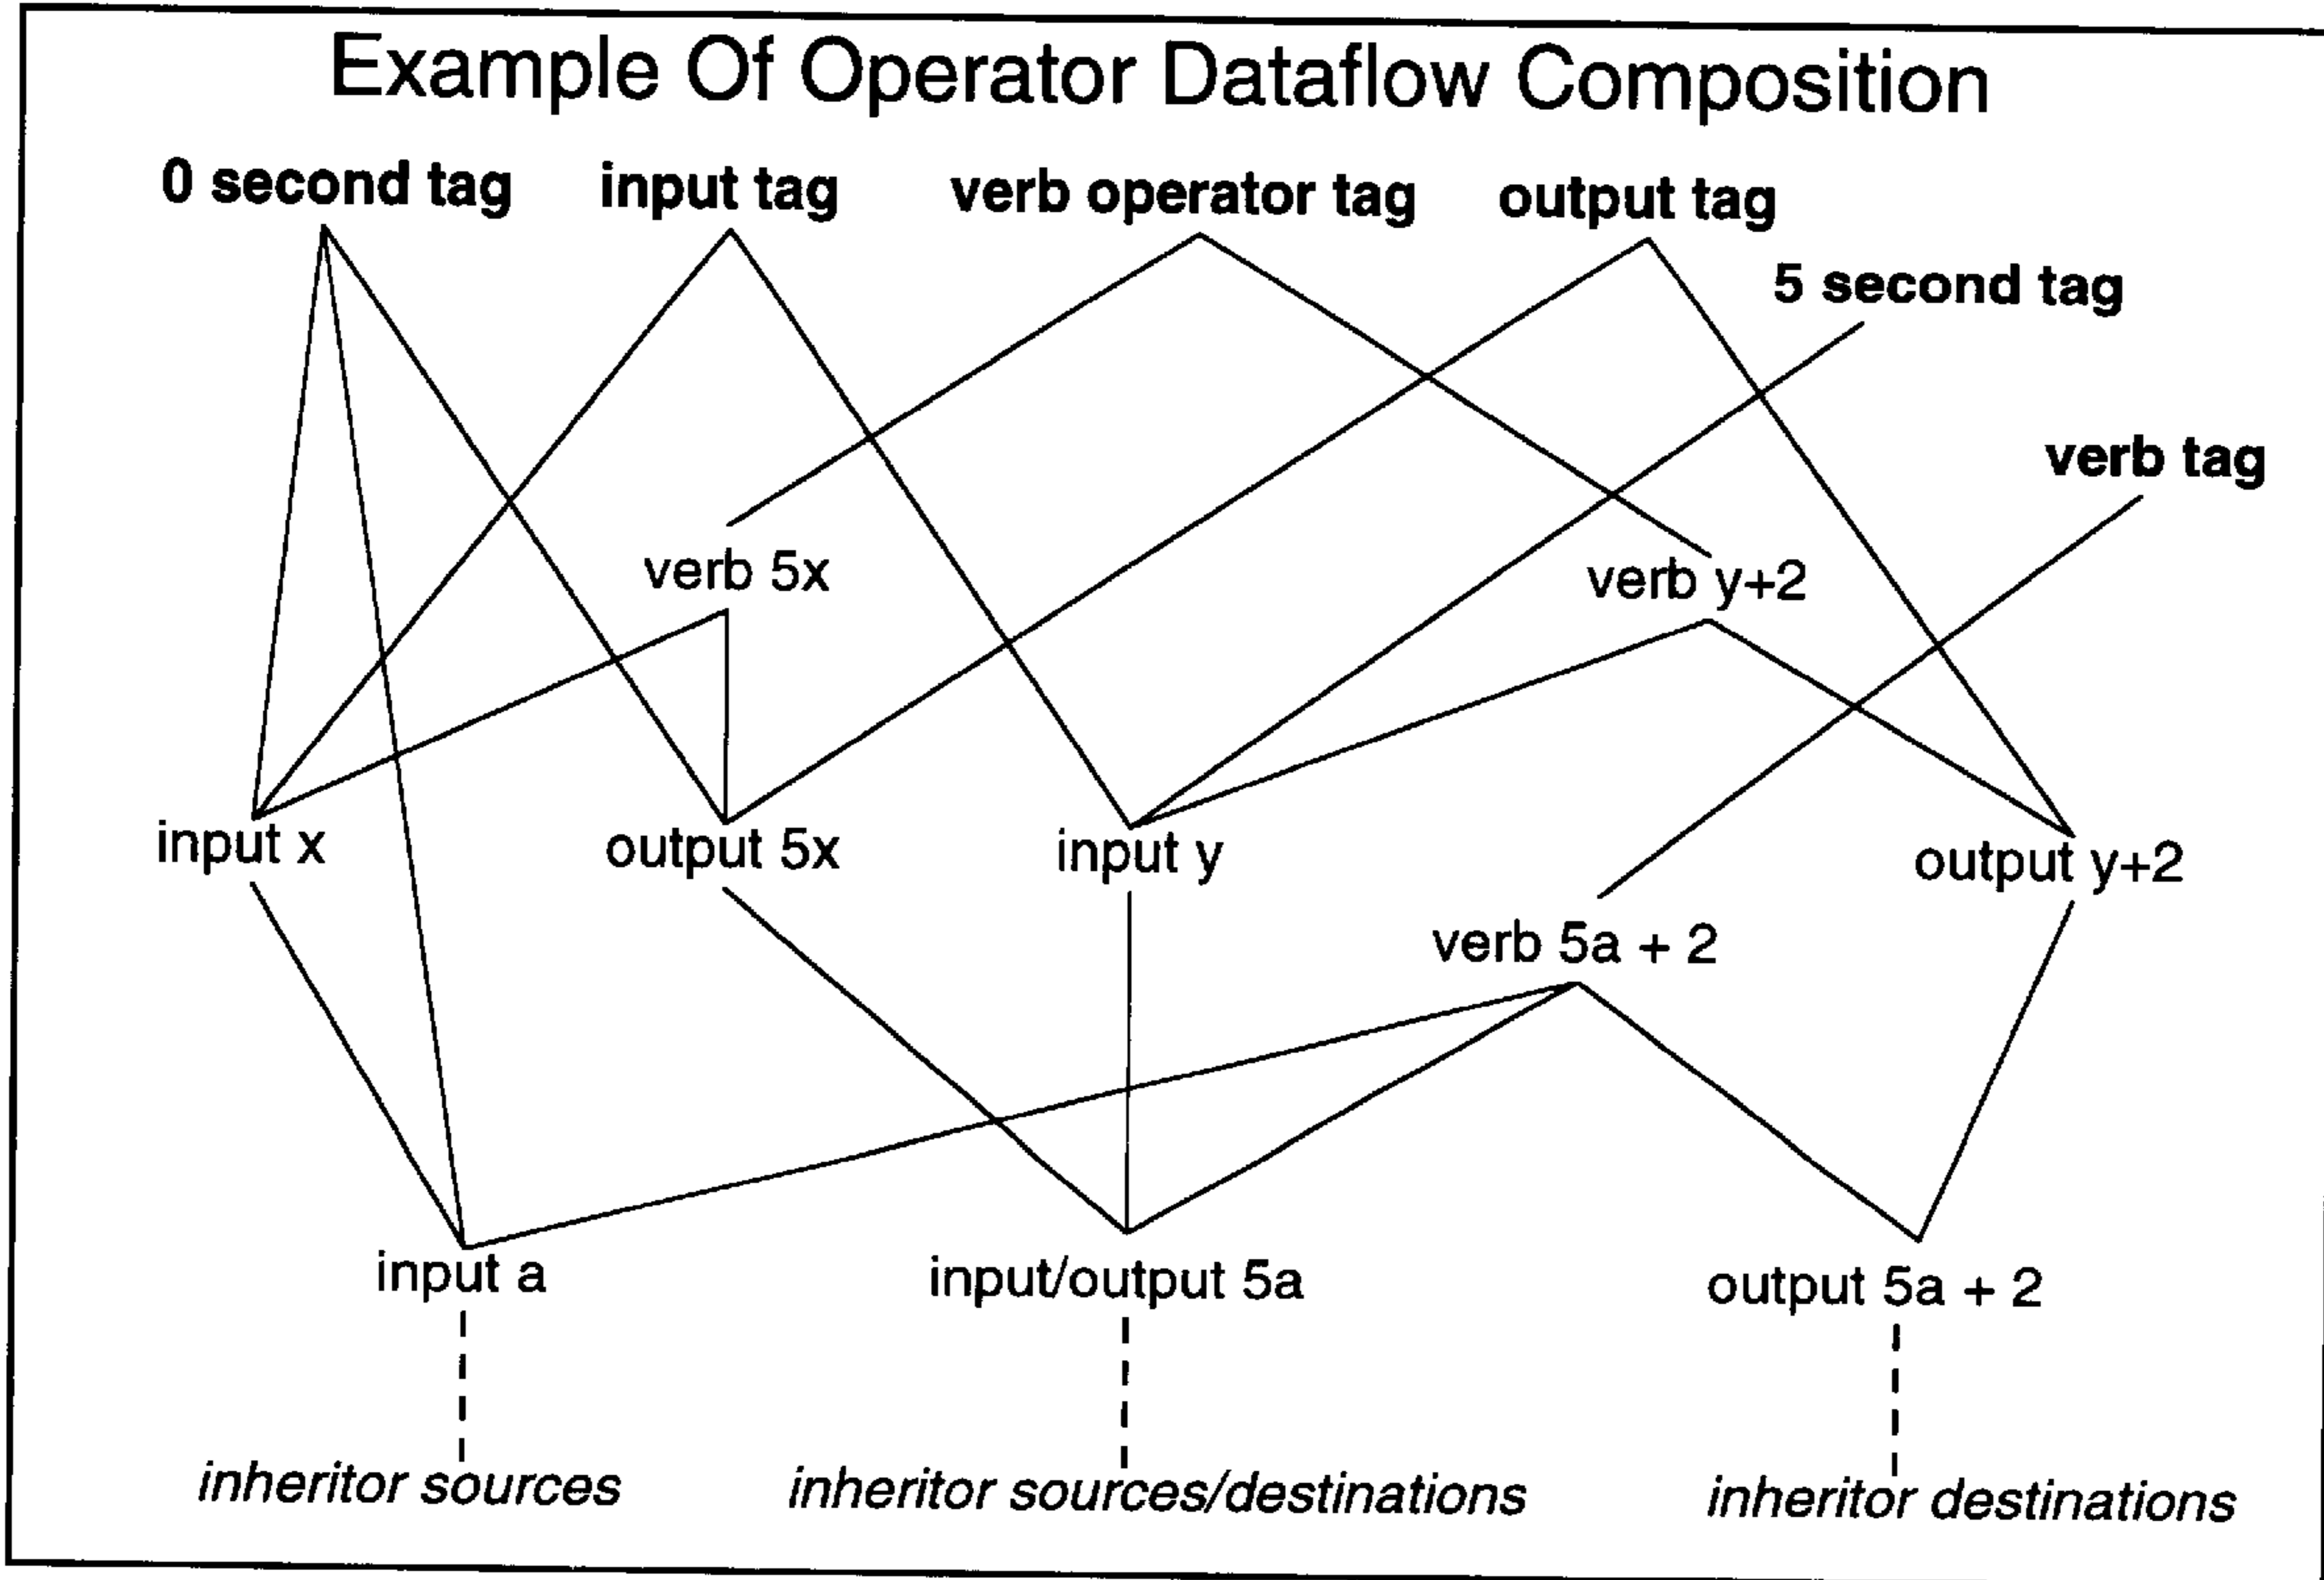 Example Of Operator Dataflow Composition
0 second tag
input tag
verb operator tag
output tag
5 second tag
verb tag
verb 5x
verb y+2
input x
output 5x
input y
output y+2
verb 5a + 2
input a
input/output 5a
output 5a + 2
inheritor sources
inheritor sources/destinations
inheritor destinations